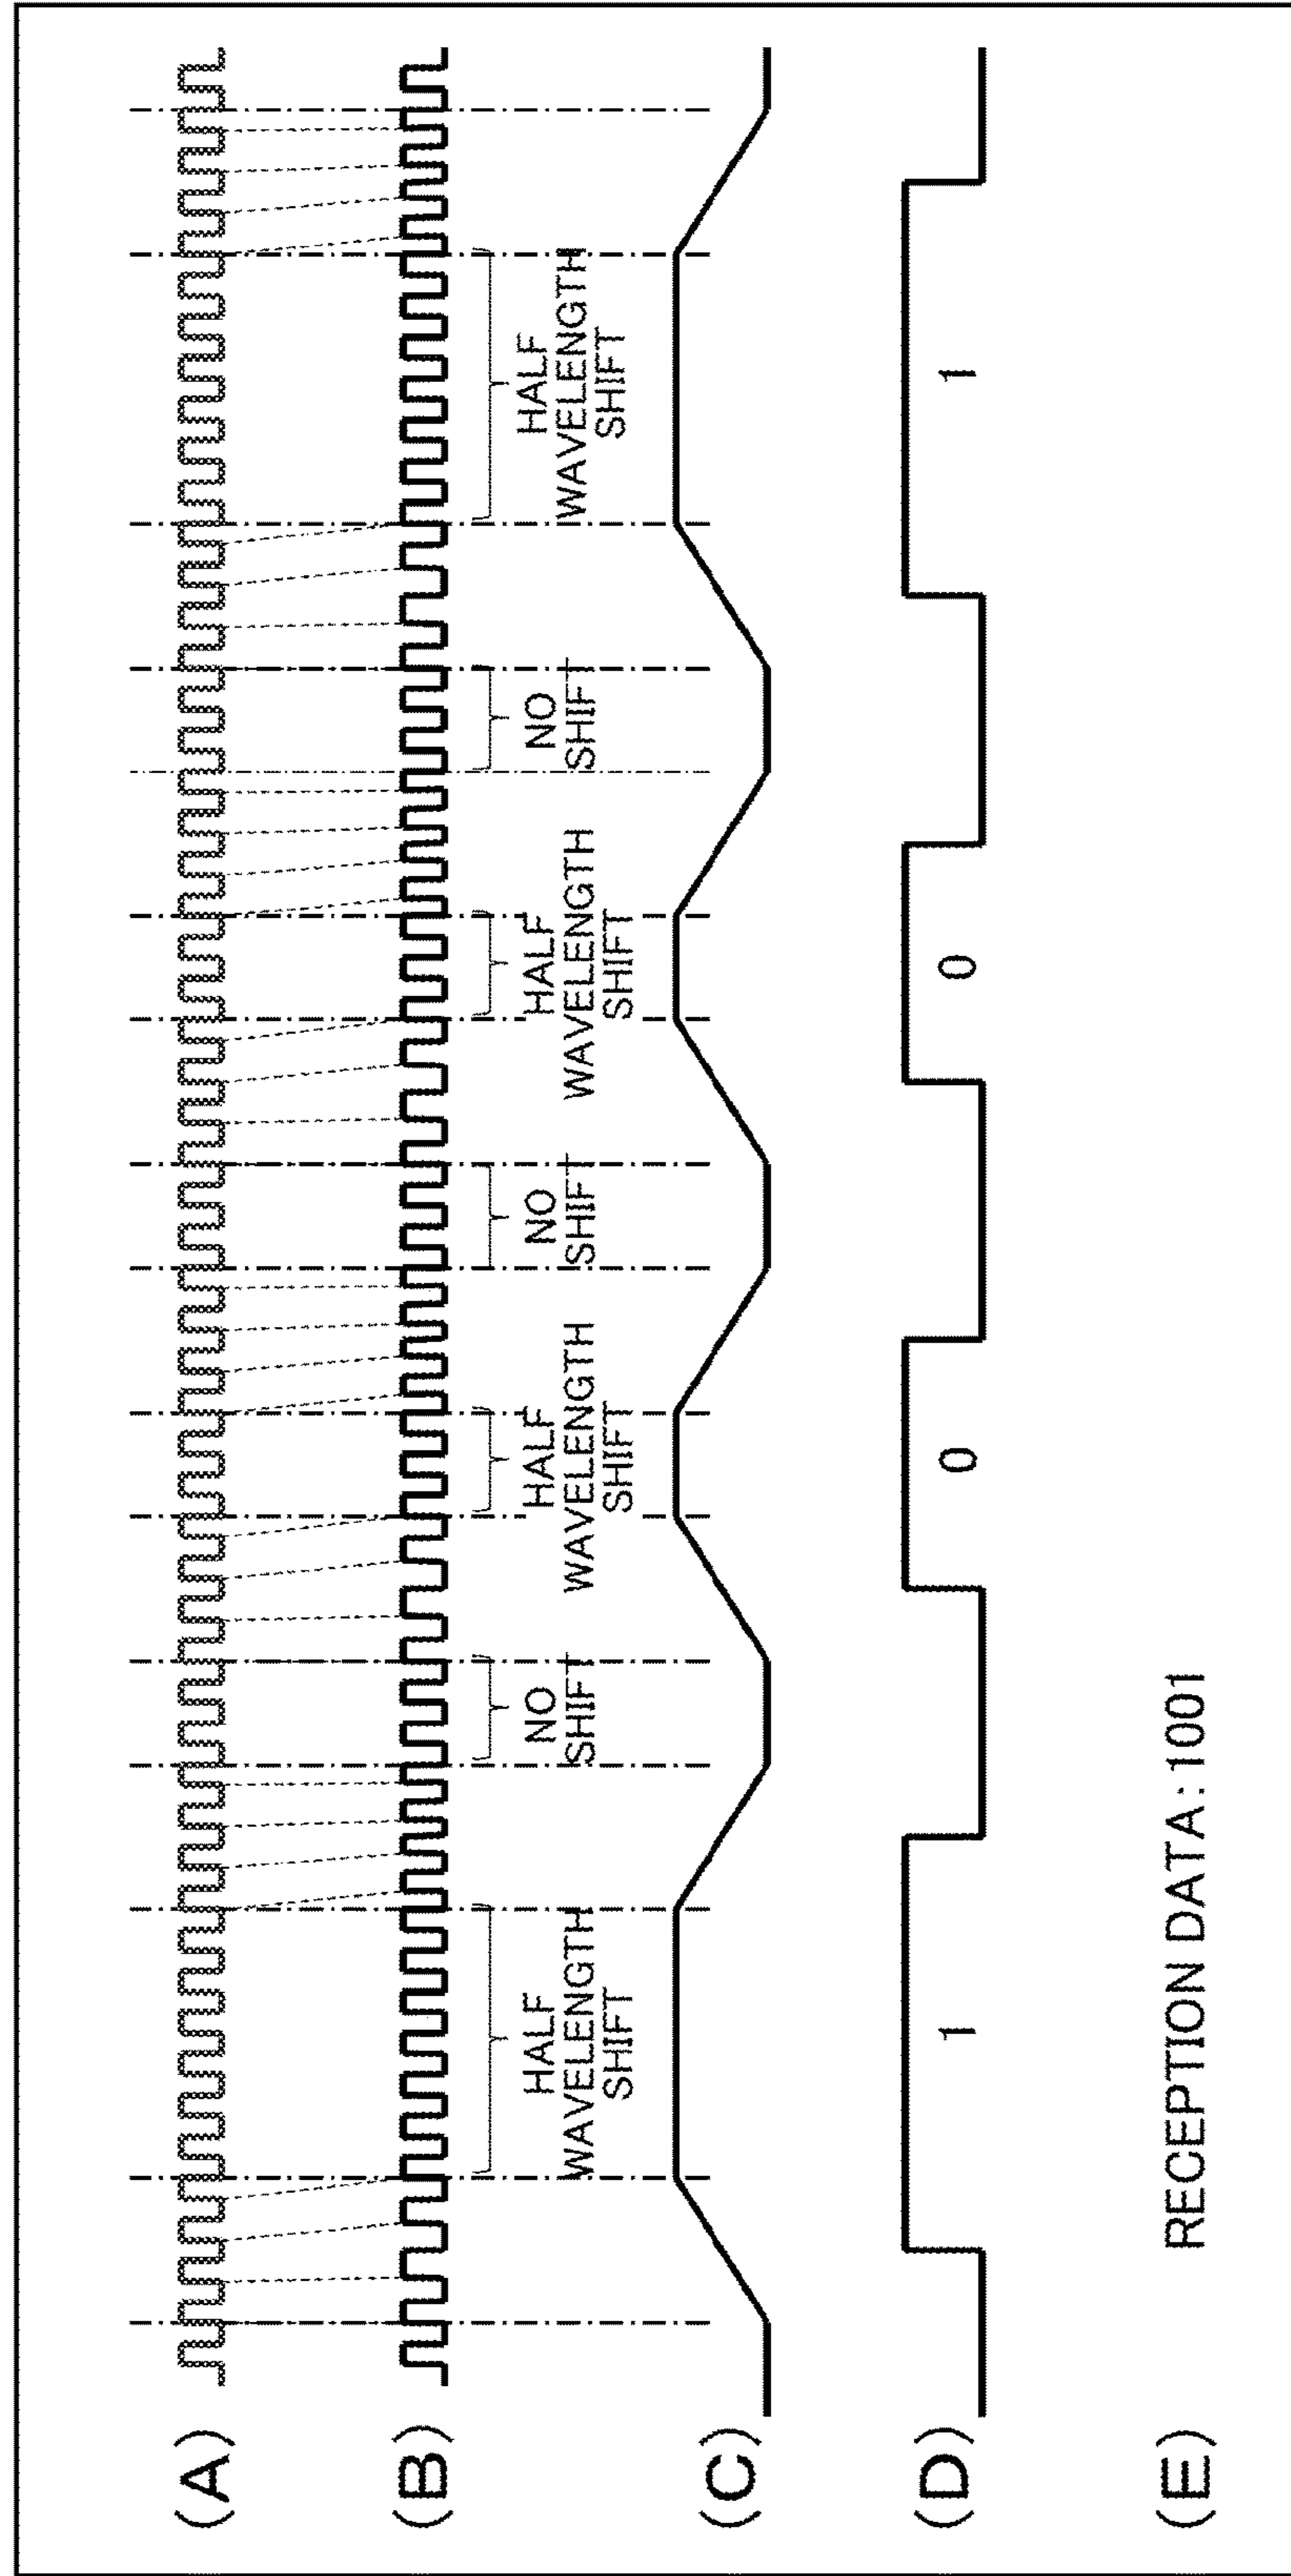 (A)
(B)
HALF
WAVELENGTH
SHIFT
NO
SHIFT
HALF
WAVELENGTH
SHIFT
NO
SHIFT
HALF
WAVELENGTH
SHIFT
NO
SHIFT
HALF
WAVELENGTH
SHIFT
(C)
(D)
1
0
0
1
(E)
RECEPTION DATA:1001